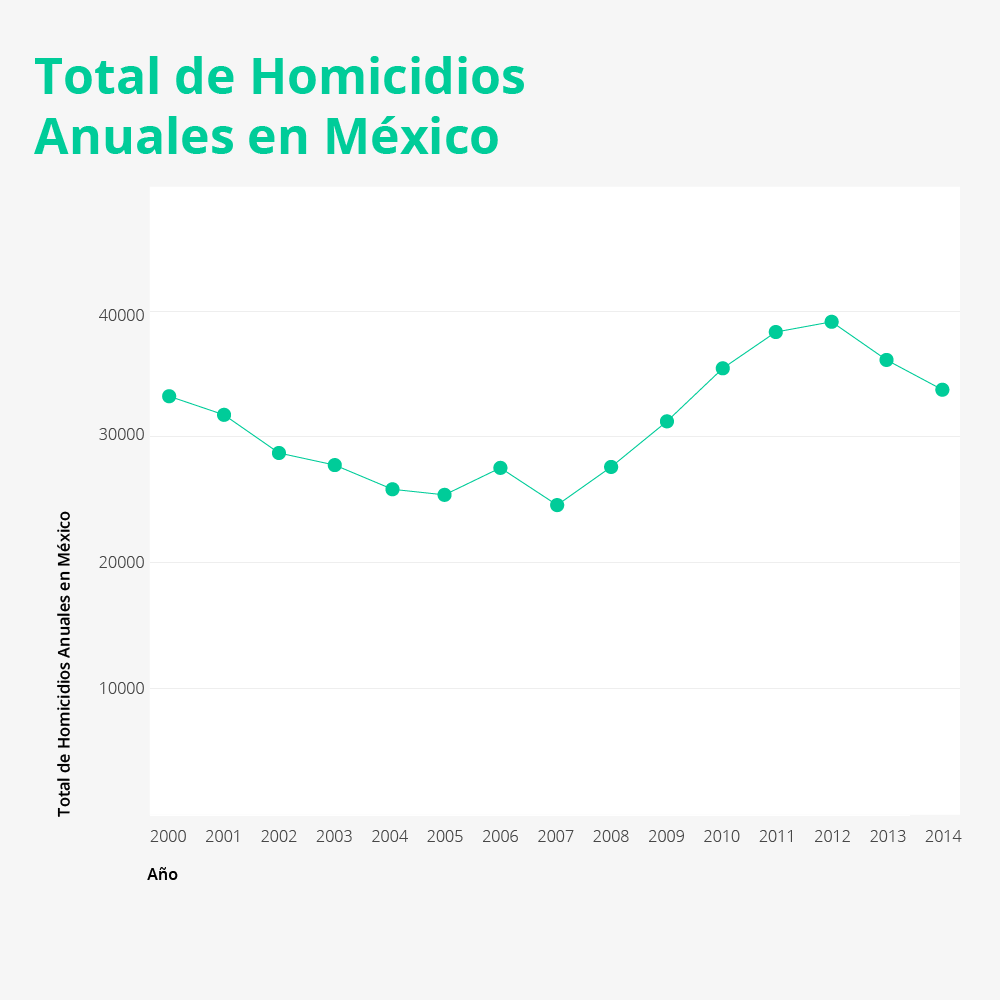 Total de Homicidios
Anuales en México
40000
30000
20000
10000
Total de Homicidios Anuales en México
2000 2001 2002 2003 2004 2005 2006 2007 2008 2009 2010 2011 2012 2013 2014
Año